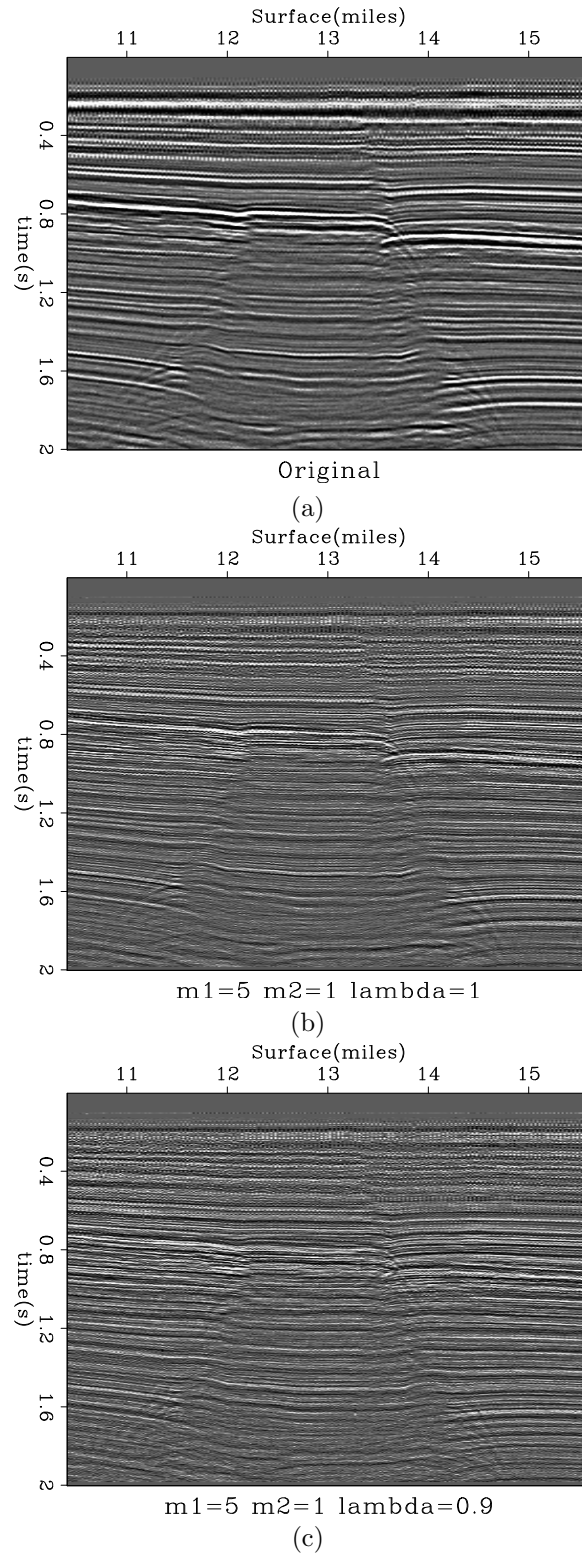 Surface(miles)
11 12 13 14 15
time(s)
0.4
0.8
1.2
1.6
2
Original
(a)
Surface(miles)
11 12 13 14 15
time(s)
0.4
0.8
1.2
1.6
2
m1=5 m2=1 lambda=1
(b)
Surface(miles)
11 12 13 14 15
time(s)
0.4
0.8
1.2
1.6
2
m1=5 m2=1 lambda=0.9
(c)